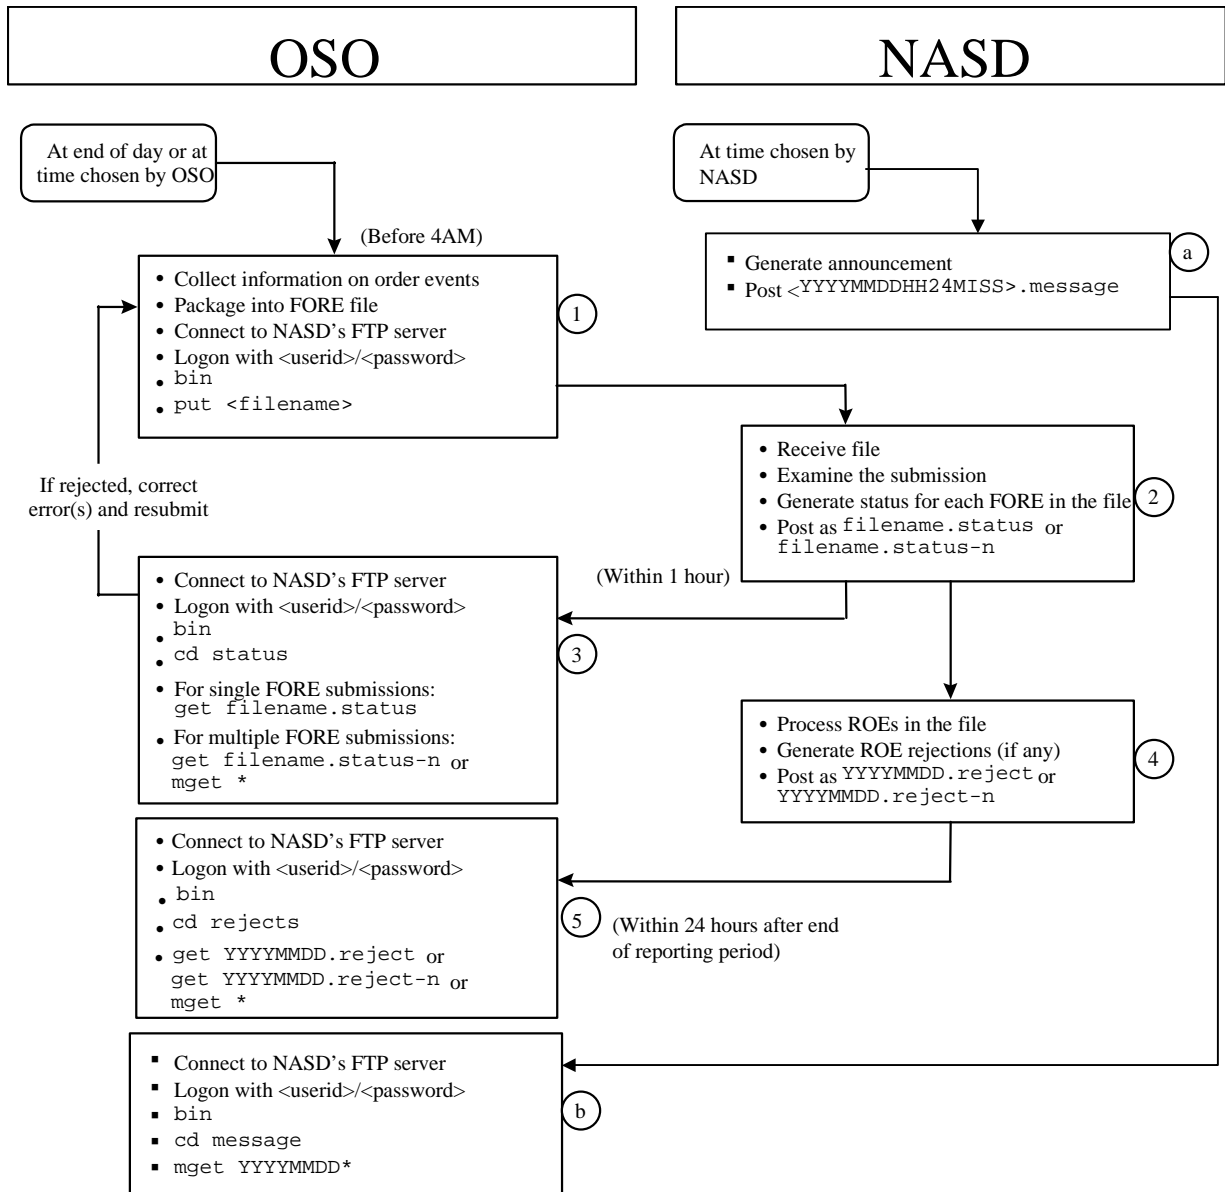 OSO
NASD
At end of day or at
time chosen by OSO
At time chosen by
NASD
(Before 4AM)
a
▪ Generate announcement
▪ Post <YYYYMMDDHH24MISS>.message
• Collect information on order events
• Package into FORE file
• Connect to NASD's FTP server
• Logon with <userid>/<password>
• bin
• put <filename>
1
• Receive file
• Examine the submission
• Generate status for each FORE in the file
• Post as filename.status or
filename.status-n
2
If rejected, correct
error(s) and resubmit
(Within 1 hour)
• Connect to NASD's FTP server
• Logon with <userid>/<password>
• bin
• cd status
• For single FORE submissions:
get filename.status
• For multiple FORE submissions:
get filename.status-n or
mget *
3
• Process ROEs in the file
• Generate ROE rejections (if any)
• Post as YYYYMMDD.reject or
YYYYMMDD.reject-n
4
• Connect to NASD's FTP server
• Logon with <userid>/<password>
• bin
• cd rejects
• get YYYYMMDD.reject or
get YYYYMMDD.reject-n or
mget *
5
(Within 24 hours after end
of reporting period)
▪ Connect to NASD's FTP server
▪ Logon with <userid>/<password>
▪ bin
▪ cd message
▪ mget YYYYMMDD*
b